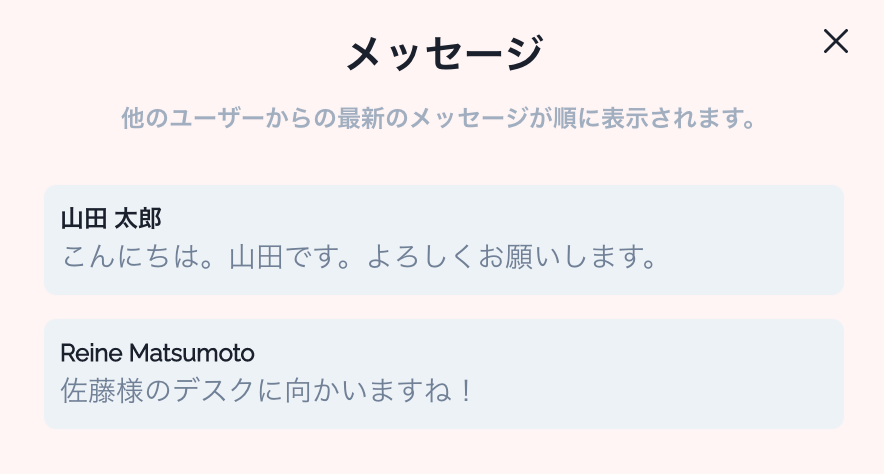 メッセージ
他のユーザーからの最新のメッセージが順に表示されます。
山田 太郎
こんにちは。山田です。よろしくお願いします。
Reine Matsumoto
佐藤様のデスクに向かいますね！